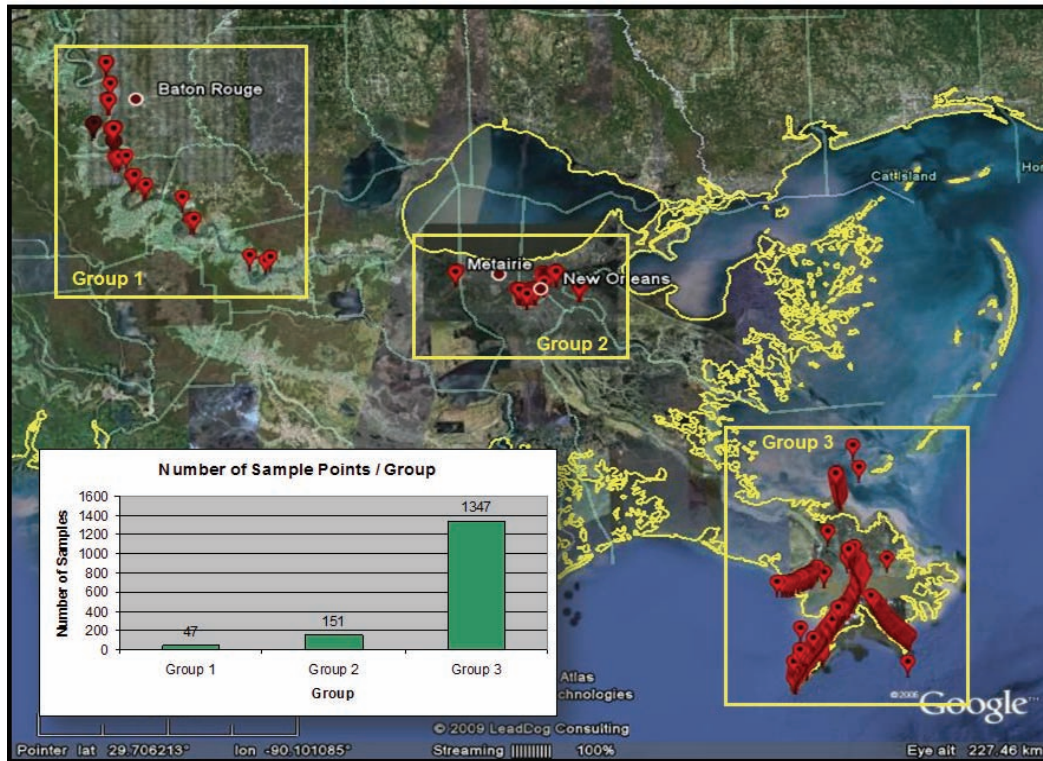 Baton Rouge
Group 1
Cat Island
Metairie
New Orleans
Group 2
Group 3
Number of Sample Points / Group
Number of Samples
1600
1400
1200
1000
800
600
400
200
0
47
151
1347
Group 1
Group 2
Group 3
Group
Atlas
chnologies
©2006 Google™
© 2009 LeadDog Consulting
Pointer lat 29.706213° lon -90.101085° Streaming 100% Eye alt 227.46 km